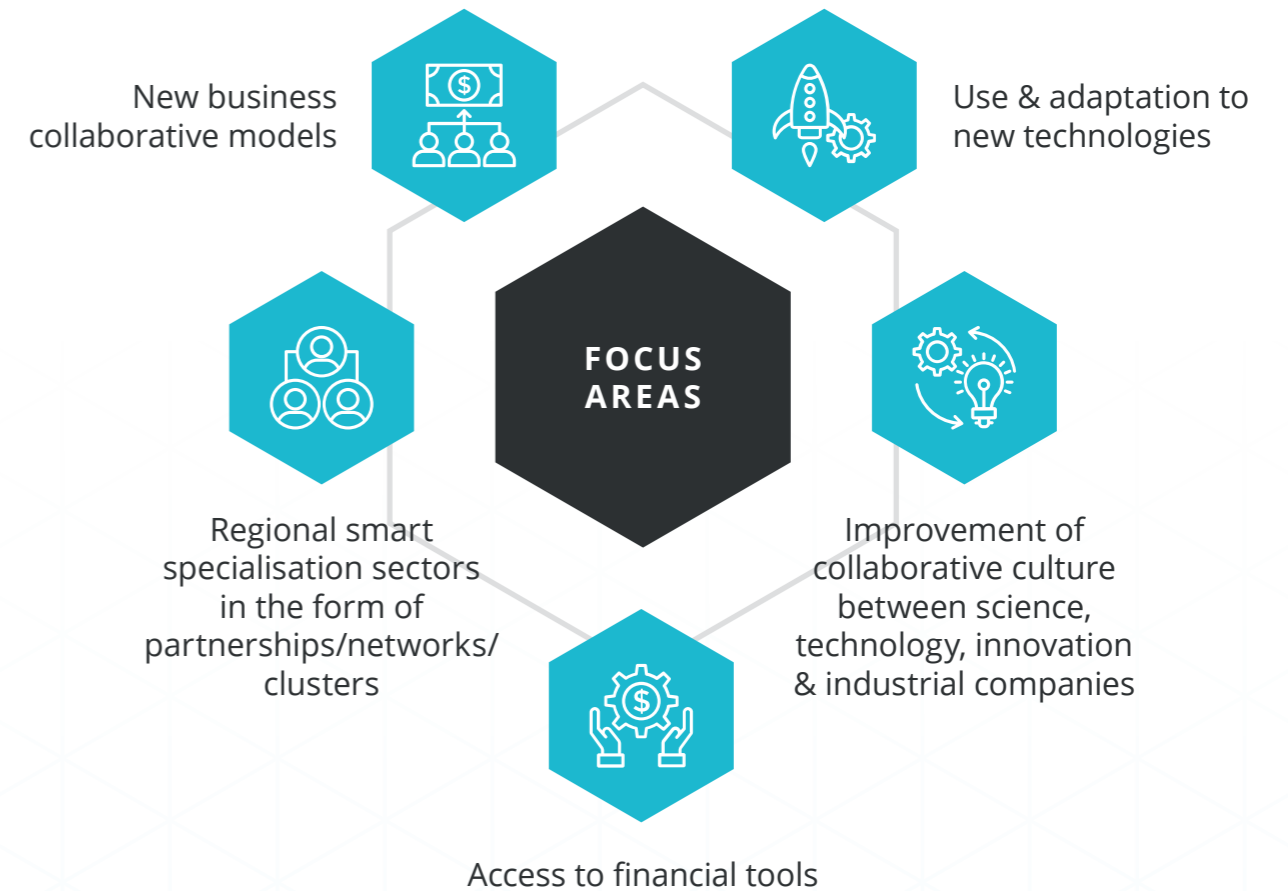 New business
collaborative models
$
Use & adaptation to
new technologies
FOCUS
AREAS
Regional smart
specialisation sectors
in the form of
partnerships/networks/
clusters
Improvement of
collaborative culture
between science,
technology, innovation
& industrial companies
$
Access to financial tools